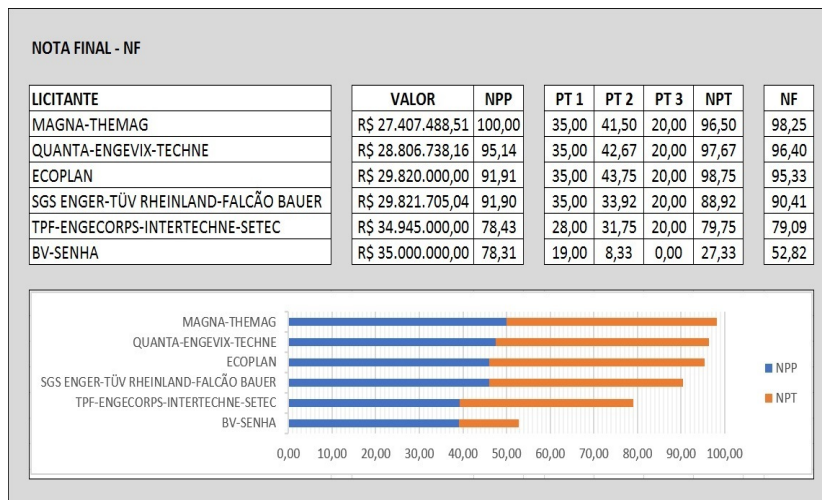 NOTA FINAL - NF
LICITANTE VALOR NPP PT 1 PT 2 PT 3 NPT NF
MAGNA-THEMAG R$ 27.407.488,51 100,00 35,00 41,50 20,00 96,50 98,25
QUANTA-ENGEVIX-TECHNE R$ 28.806.738,16 95,14 35,00 42,67 20,00 97,67 96,40
ECOPLAN R$ 29.820.000,00 91,91 35,00 43,75 20,00 98,75 95,33
SGS ENGER-TÜV RHEINLAND-FALCÃO BAUER R$ 29.821.705,04 91,90 35,00 33,92 20,00 88,92 90,41
TPF-ENGECORPS-INTERTECHNE-SETEC R$ 34.945.000,00 78,43 28,00 31,75 20,00 79,75 79,09
BV-SENHA R$ 35.000.000,00 78,31 19,00 8,33 0,00 27,33 52,82
MAGNA-THEMAG
QUANTA-ENGEVIX-TECHNE
ECOPLAN
SGS ENGER-TÜV RHEINLAND-FALCÃO BAUER
TPF-ENGECORPS-INTERTECHNE-SETEC
BV-SENHA
NPP
NPT
0,00 10,00 20,00 30,00 40,00 50,00 60,00 70,00 80,00 90,00 100,00